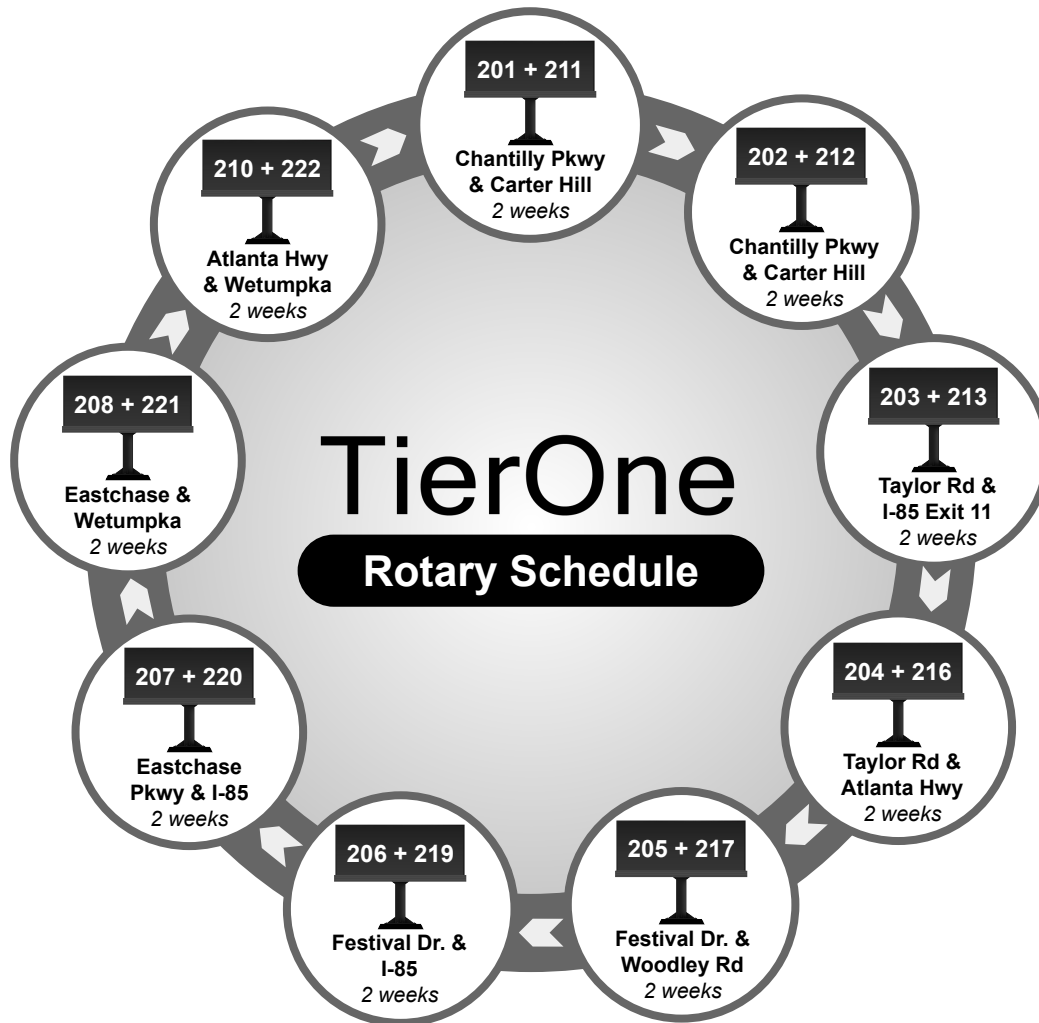 201 + 211
Chantilly Pkwy
& Carter Hill
2 weeks
202 + 212
Chantilly Pkwy
& Carter Hill
2 weeks
203 + 213
Taylor Rd &
I-85 Exit 11
2 weeks
204 + 216
Taylor Rd &
Atlanta Hwy
2 weeks
205 + 217
Festival Dr. &
Woodley Rd
2 weeks
206 + 219
Festival Dr. &
I-85
2 weeks
207 + 220
Eastchase
Pkwy & I-85
2 weeks
208 + 221
Eastchase &
Wetumpka
2 weeks
210 + 222
Atlanta Hwy
& Wetumpka
2 weeks
TierOne
Rotary Schedule